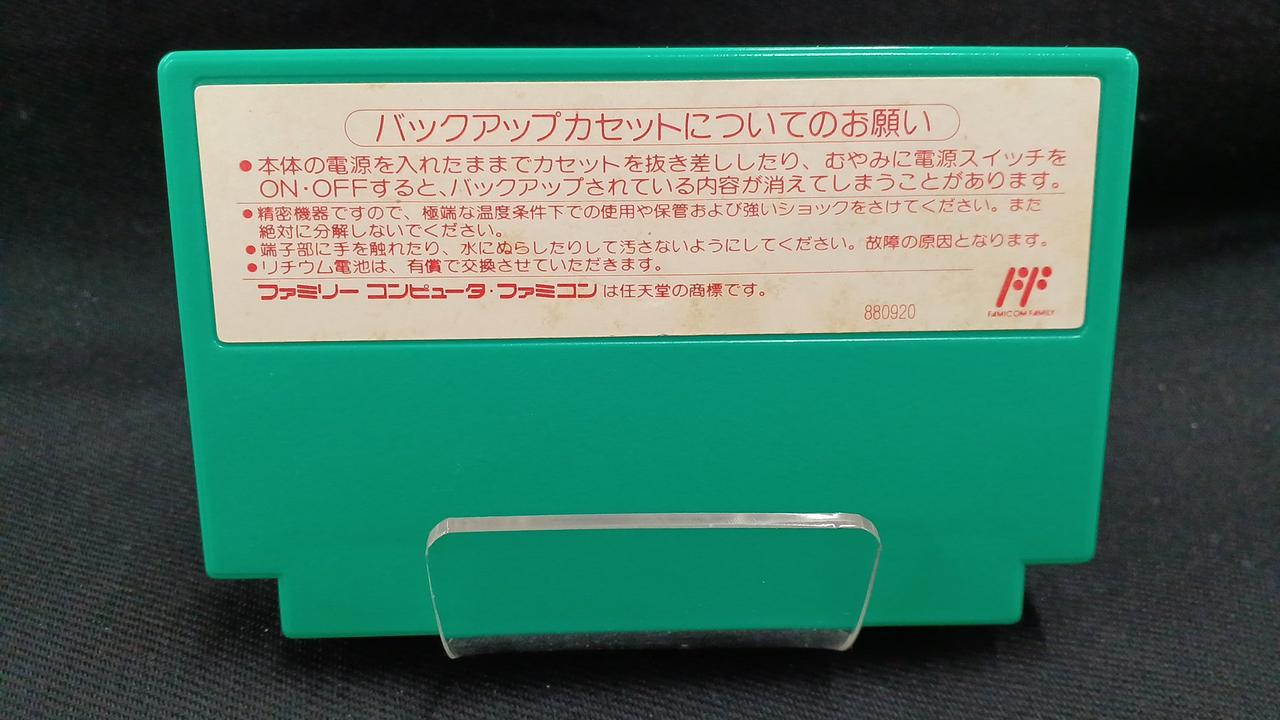 バックアップカセットについてのお願い
●本体の電源を入れたままでカセットを抜き差ししたり、むやみに電源スイッチを
ON・OFFすると、バックアップされている内容が消えてしまうことがあります。
●精密機器ですので、極端な温度条件下での使用や保管および強いショックをさけてください。また
絶対に分解しないでください。
●端子部に手を触れたり、水にぬらしたりして汚さないようにしてください。故障の原因となります。
●リチウム電池は、有償で交換させていただきます。
ファミリーコンピュータ・ファミコンは任天堂の商標です。
880920
FAMICOM FAMILY